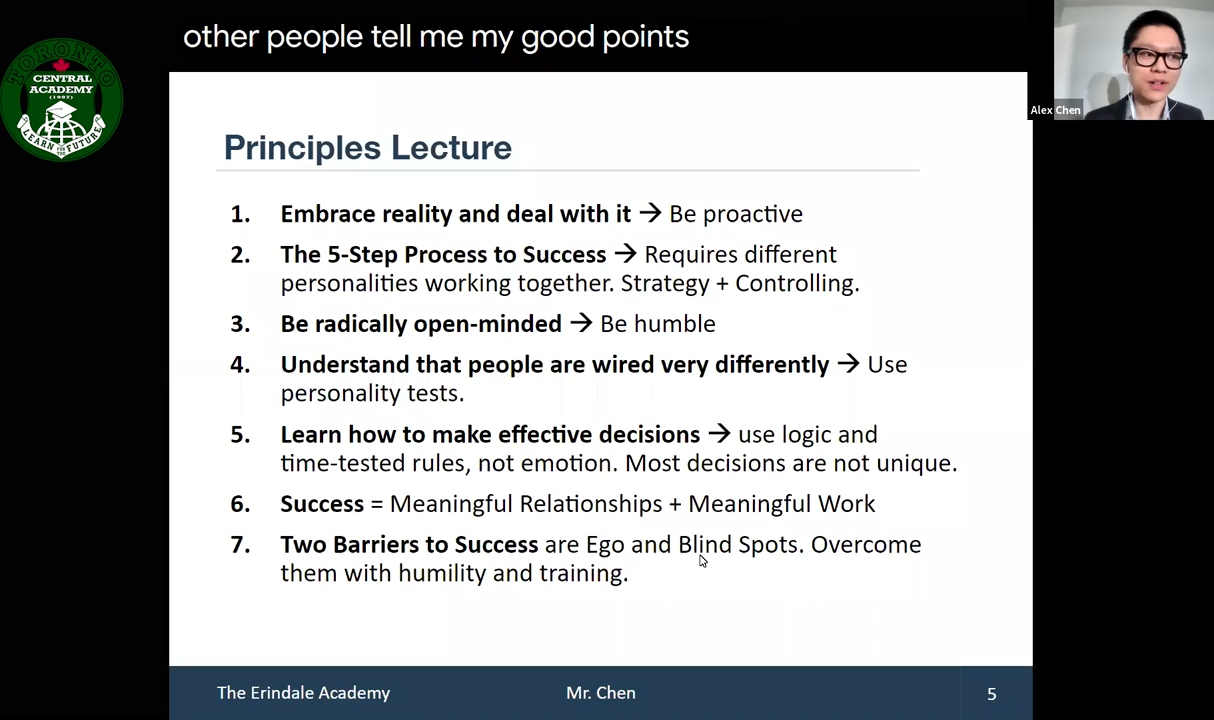 other people tell me my good points
TORONTO
CENTRAL
ACADEMY
(1997)
LEARN FOR THE FUTURE
Alex Chen
Principles Lecture
1. Embrace reality and deal with it → Be proactive
2. The 5-Step Process to Success → Requires different
personalities working together. Strategy + Controlling.
3. Be radically open-minded → Be humble
4. Understand that people are wired very differently → Use
personality tests.
5. Learn how to make effective decisions → use logic and
time-tested rules, not emotion. Most decisions are not unique.
6. Success = Meaningful Relationships + Meaningful Work
7. Two Barriers to Success are Ego and Blind Spots. Overcome
them with humility and training.
The Erindale Academy
Mr. Chen
5